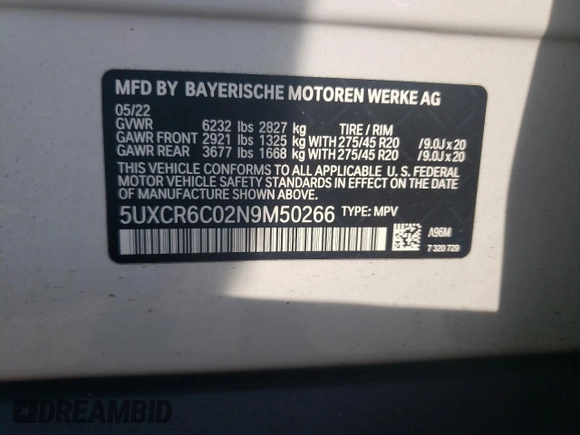 MFD BY BAYERISCHE MOTOREN WERKE AG
05/22
GVWR 6232 lbs 2827 kg TIRE / RIM
GAWR FRONT 2921 lbs 1325 kg WITH 275/45 R20 / 9.0J x 20
GAWR REAR 3677 lbs 1668 kg WITH 275/45 R20 / 9.0J x 20
THIS VEHICLE CONFORMS TO ALL APPLICABLE U. S. FEDERAL
MOTOR VEHICLE SAFETY STANDARDS IN EFFECT ON THE DATE
OF MANUFACTURE SHOWN ABOVE.
5UXCR6C02N9M50266 TYPE: MPV
A96M
7 320 729
DREAMBID